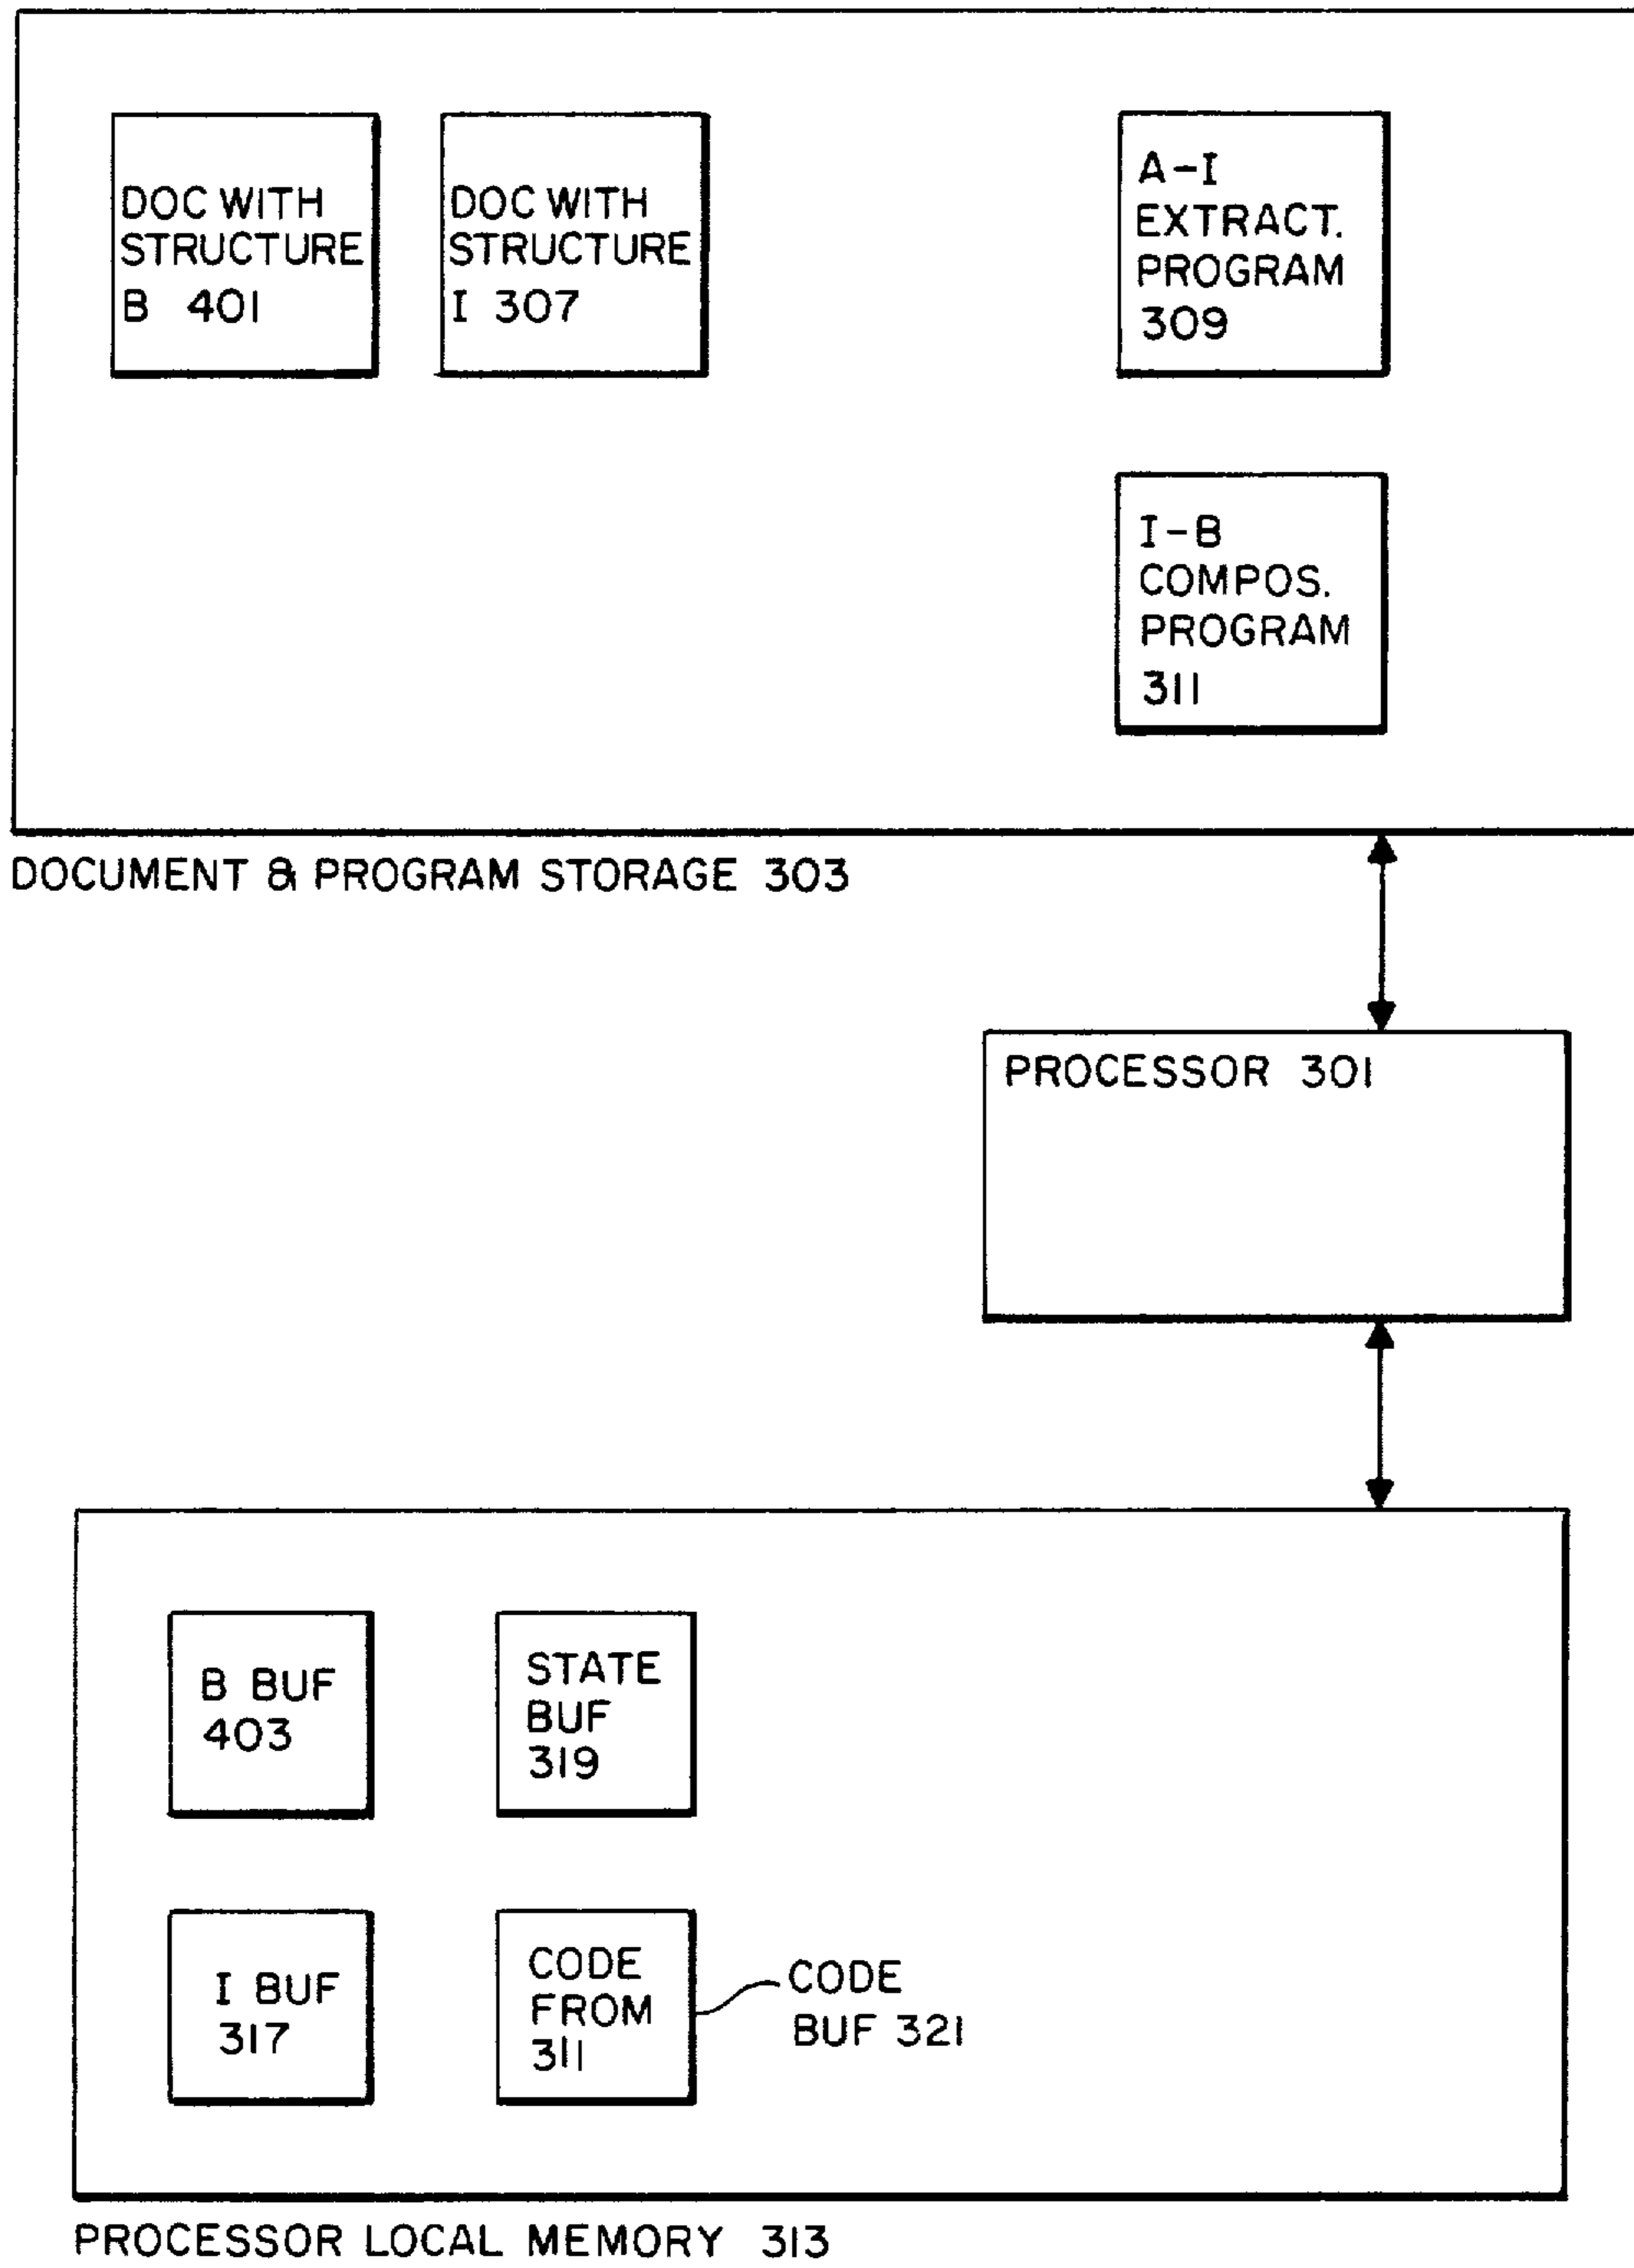 DOC WITH
STRUCTURE
B 401
DOC WITH
STRUCTURE
I 307
A-I
EXTRACT.
PROGRAM
309
I-B
COMPOS.
PROGRAM
311
DOCUMENT & PROGRAM STORAGE 303
PROCESSOR 301
B BUF
403
STATE
BUF
319
I BUF
317
CODE
FROM
311
CODE
BUF 321
PROCESSOR LOCAL MEMORY 313